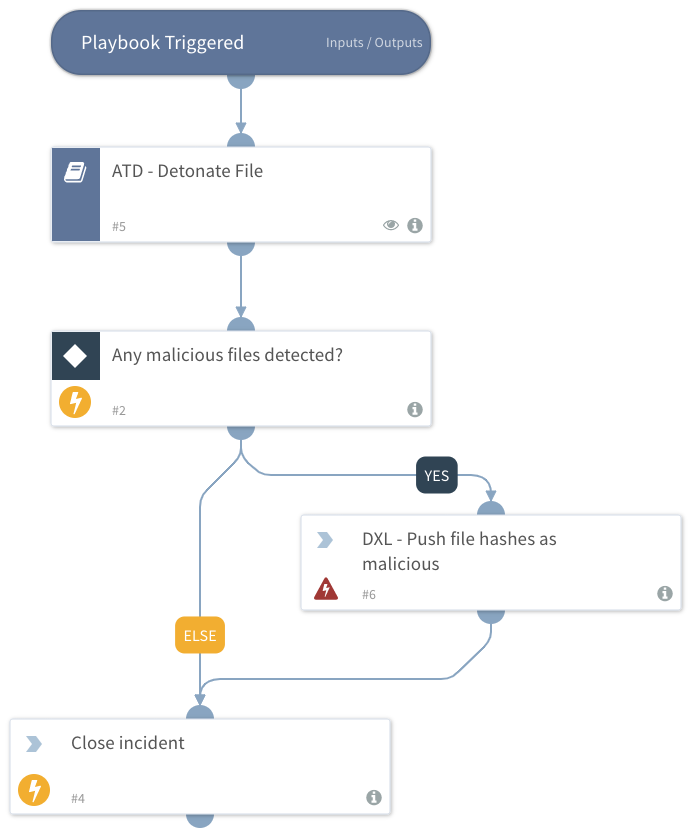 Playbook Triggered
Inputs / Outputs
ATD - Detonate File
#5
Any malicious files detected?
#2
YES
DXL - Push file hashes as
malicious
#6
ELSE
Close incident
#4